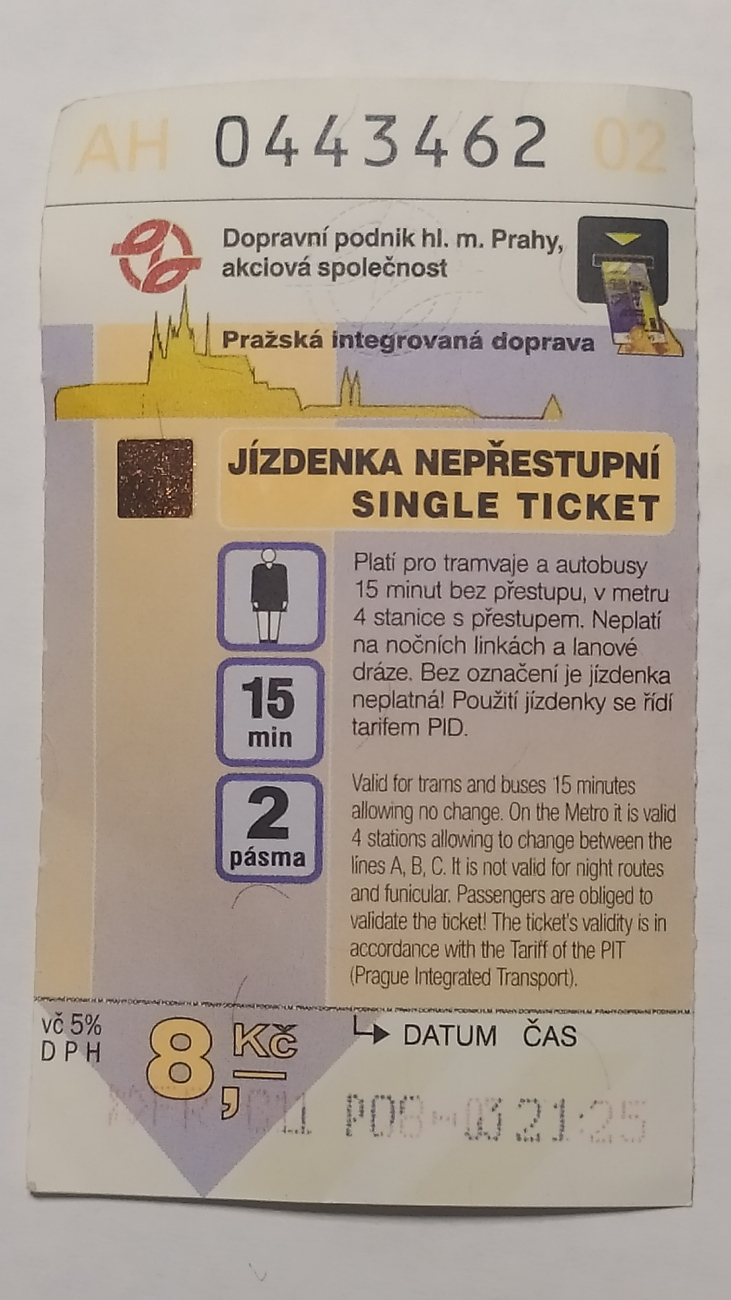 AH 0443462 02
Dopravní podnik hl. m. Prahy,
akciová společnost
Pražská integrovaná doprava
JÍZDENKA NEPŘESTUPNÍ
SINGLE TICKET
Platí pro tramvaje a autobusy
15 minut bez přestupu, v metru
4 stanice s přestupem. Neplatí
na nočních linkách a lanové
dráze. Bez označení je jízdenka
neplatná! Použití jízdenky se řídí
tarifem PID.
15
min
2
pásma
Valid for trams and buses 15 minutes
allowing no change. On the Metro it is valid
4 stations allowing to change between the
lines A, B, C. It is not valid for night routes
and funicular. Passengers are obliged to
validate the ticket! The ticket's validity is in
accordance with the Tariff of the PIT
(Prague Integrated Transport).
vč 5%
DPH
8,— Kč
DATUM ČAS
21:25